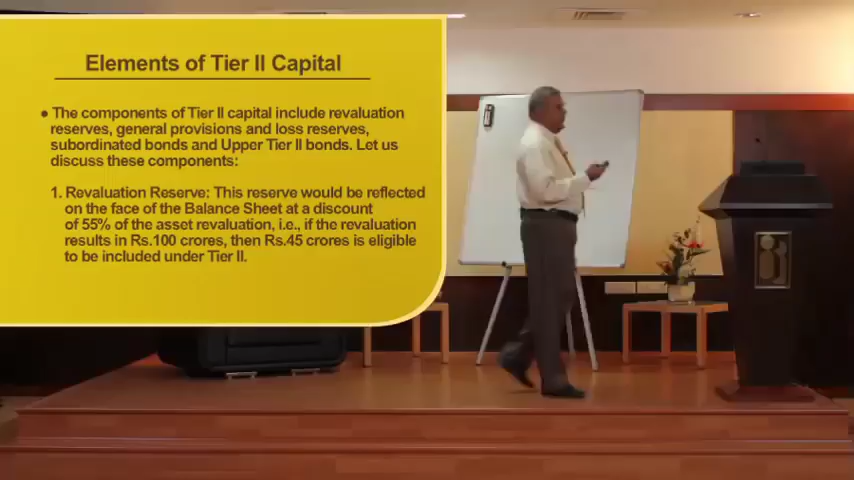 Elements of Tier II Capital
• The components of Tier II capital include revaluation
reserves, general provisions and loss reserves,
subordinated bonds and Upper Tier II bonds. Let us
discuss these components:
1. Revaluation Reserve: This reserve would be reflected
on the face of the Balance Sheet at a discount
of 55% of the asset revaluation, i.e., if the revaluation
results in Rs.100 crores, then Rs.45 crores is eligible
to be included under Tier II.